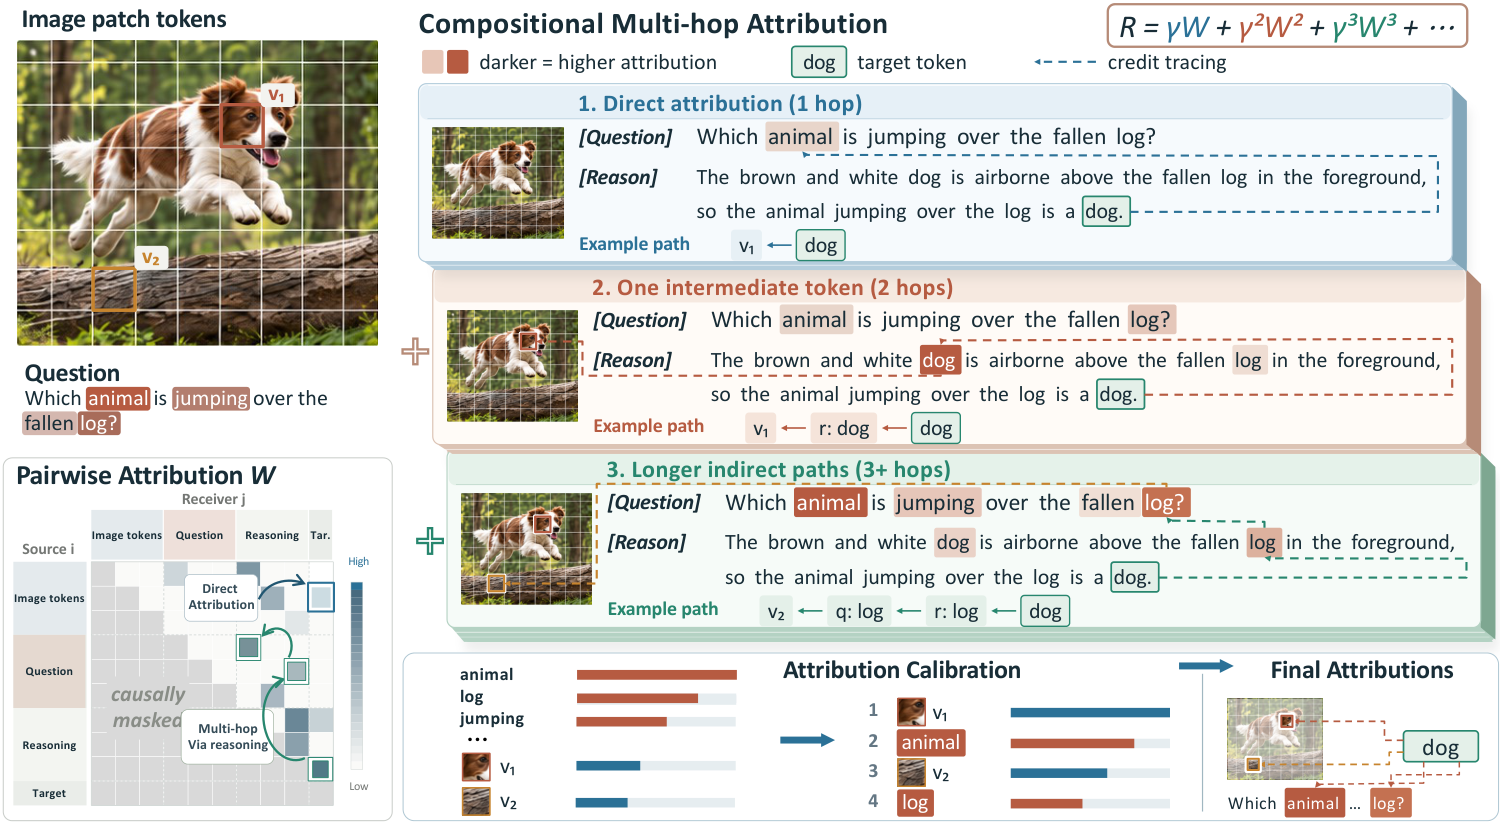 Image patch tokens
v₁
v₂
Question
Which animal is jumping over the
fallen log?
Pairwise Attribution W
Receiver j
Source i
Image tokens Question Reasoning Tar.
Image tokens
Question
Reasoning
Target
Direct
Attribution
causally
masked
Multi-hop
Via reasoning
High
Low
Compositional Multi-hop Attribution
R = γW + γ²W² + γ³W³ + ⋯
darker = higher attribution
dog target token
credit tracing
1. Direct attribution (1 hop)
[Question] Which animal is jumping over the fallen log?
[Reason] The brown and white dog is airborne above the fallen log in the foreground,
so the animal jumping over the log is a dog.
Example path v₁ ← dog
+
2. One intermediate token (2 hops)
[Question] Which animal is jumping over the fallen log?
[Reason] The brown and white dog is airborne above the fallen log in the foreground,
so the animal jumping over the log is a dog.
Example path v₁ ← r: dog ← dog
+
3. Longer indirect paths (3+ hops)
[Question] Which animal is jumping over the fallen log?
[Reason] The brown and white dog is airborne above the fallen log in the foreground,
so the animal jumping over the log is a dog.
Example path v₂ ← q: log ← r: log ← dog
animal
log
jumping
...
v₁
v₂
Attribution Calibration
1 v₁
2 animal
3 v₂
4 log
Final Attributions
dog
Which animal ... log?